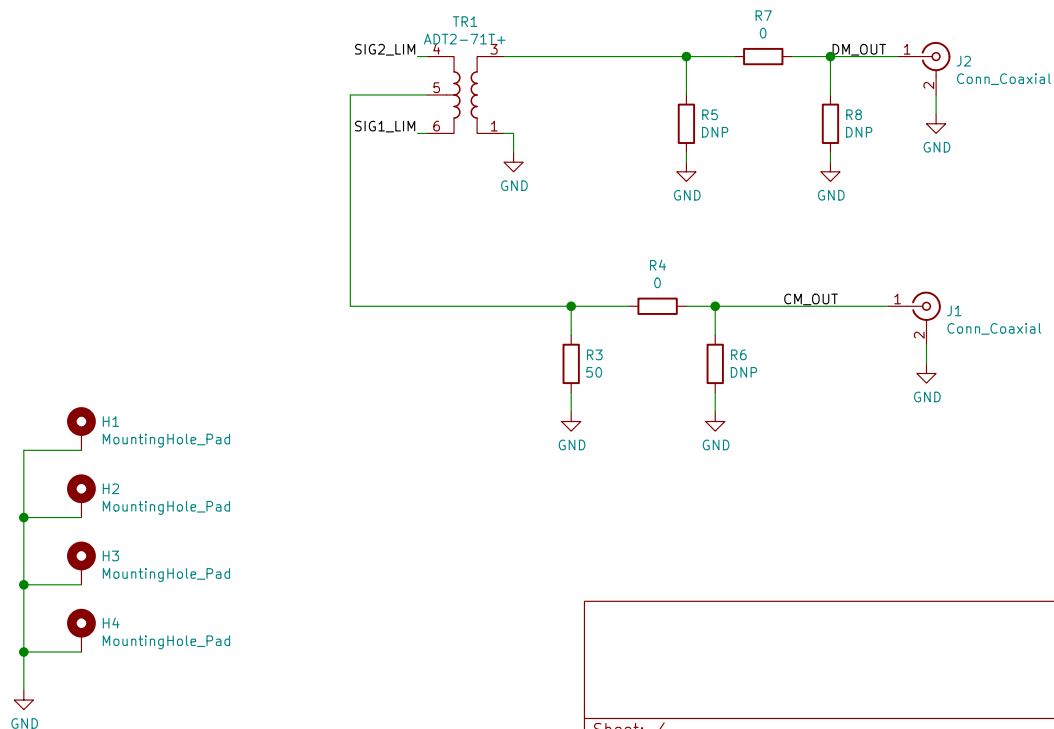 TR1
ADT2-71T+
SIG2_LIM
4
3
5
SIG1_LIM
6
1
GND
R7
0
DM_OUT
1
2
J2
Conn_Coaxial
GND
R5
DNP
GND
R8
DNP
GND
R4
0
CM_OUT
1
2
J1
Conn_Coaxial
GND
R3
50
GND
R6
DNP
GND
H1
MountingHole_Pad
H2
MountingHole_Pad
H3
MountingHole_Pad
H4
MountingHole_Pad
GND
Sheet: /